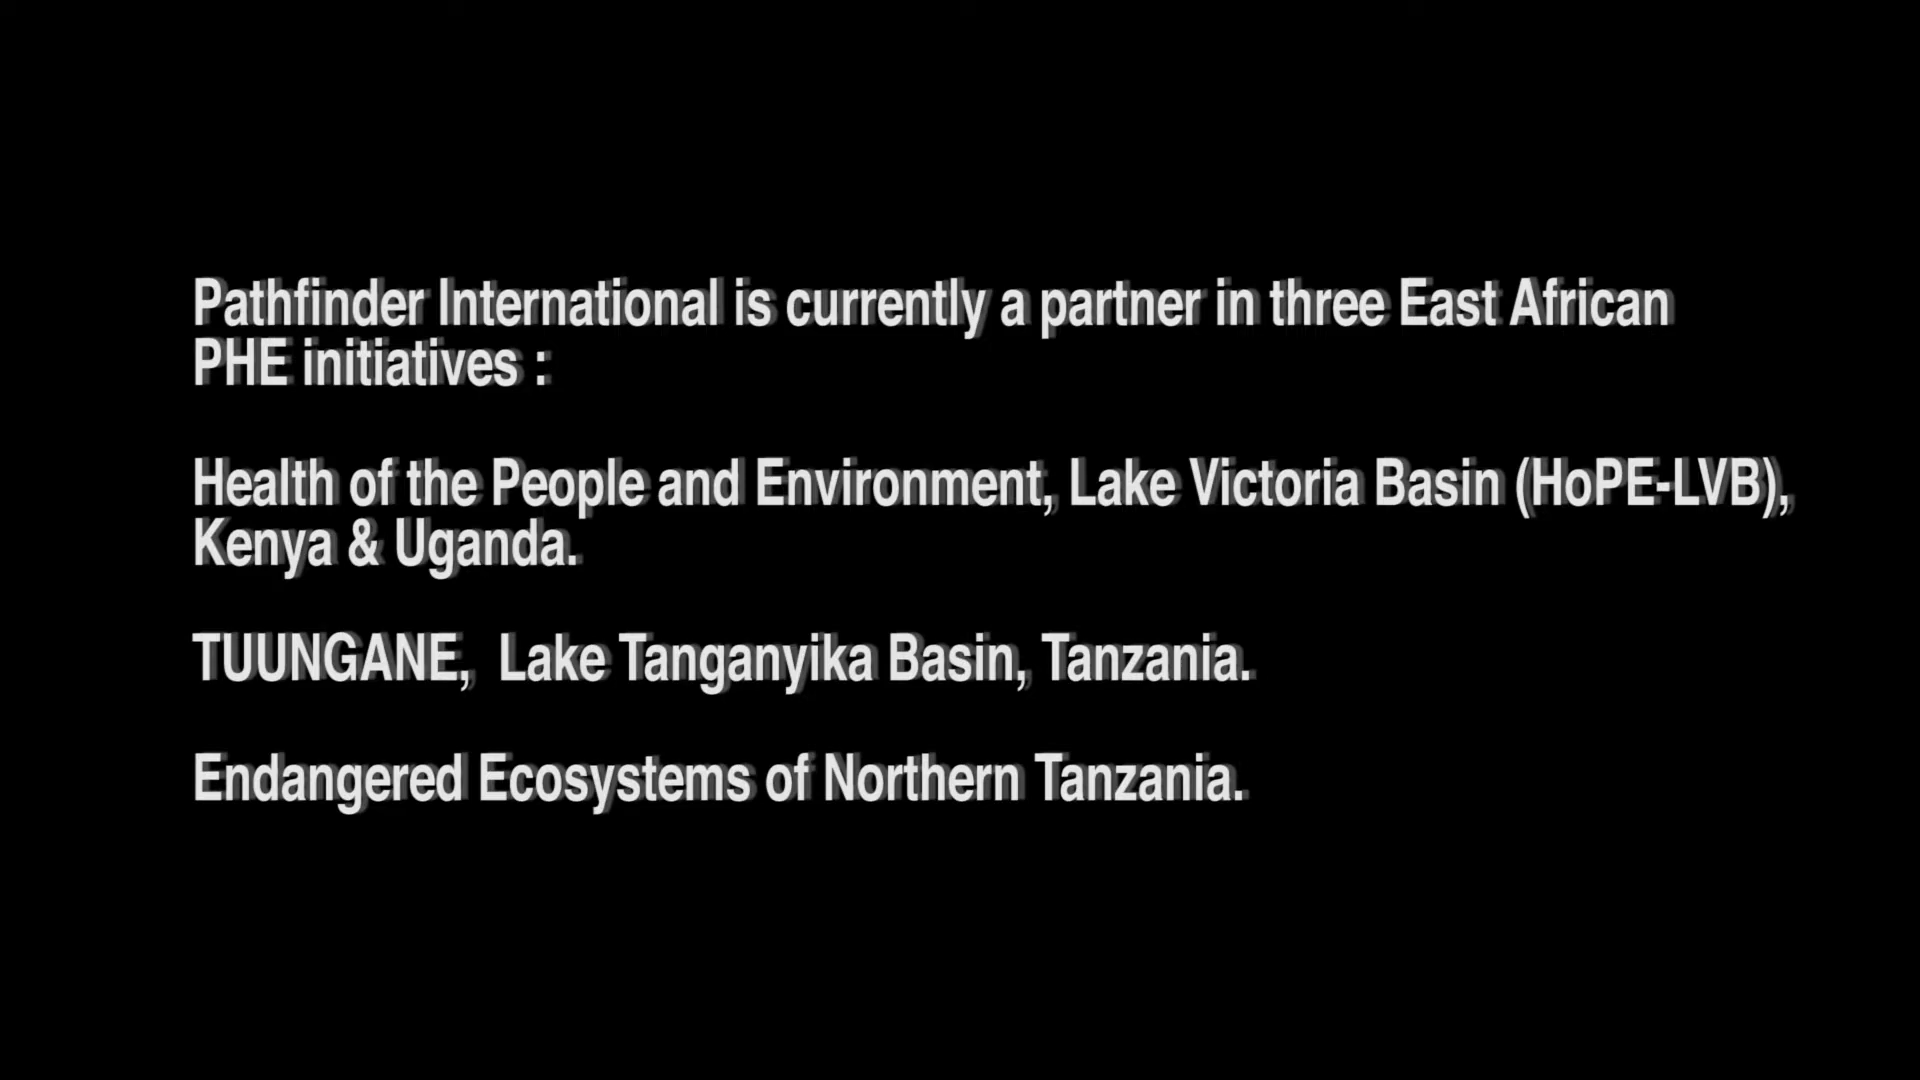 Pathfinder International is currently a partner in three East African
PHE initiatives :
Health of the People and Environment, Lake Victoria Basin (HoPE-LVB),
Kenya & Uganda.
TUUNGANE,  Lake Tanganyika Basin, Tanzania.
Endangered Ecosystems of Northern Tanzania.